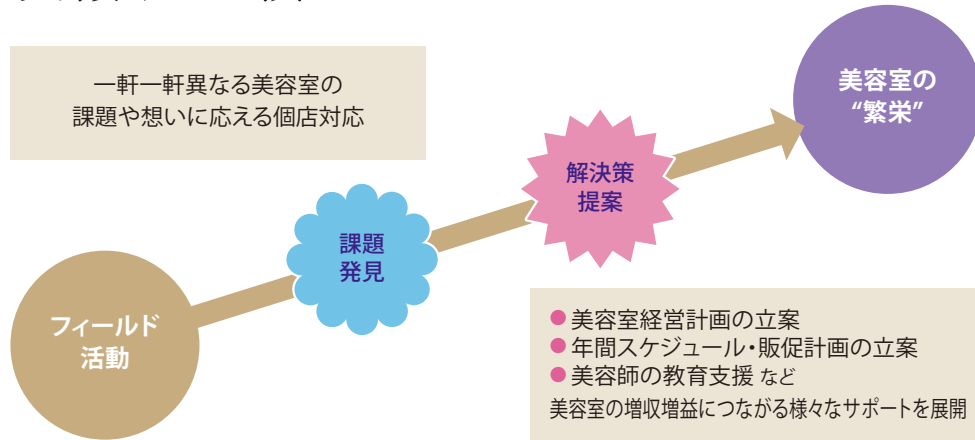 一軒一軒異なる美容室の
課題や想いに応える個店対応
美容室の
“繁栄”
解決策
提案
課題
発見
フィールド
活動
●美容室経営計画の立案
●年間スケジュール・販促計画の立案
●美容師の教育支援 など
美容室の増収増益につながる様々なサポートを展開